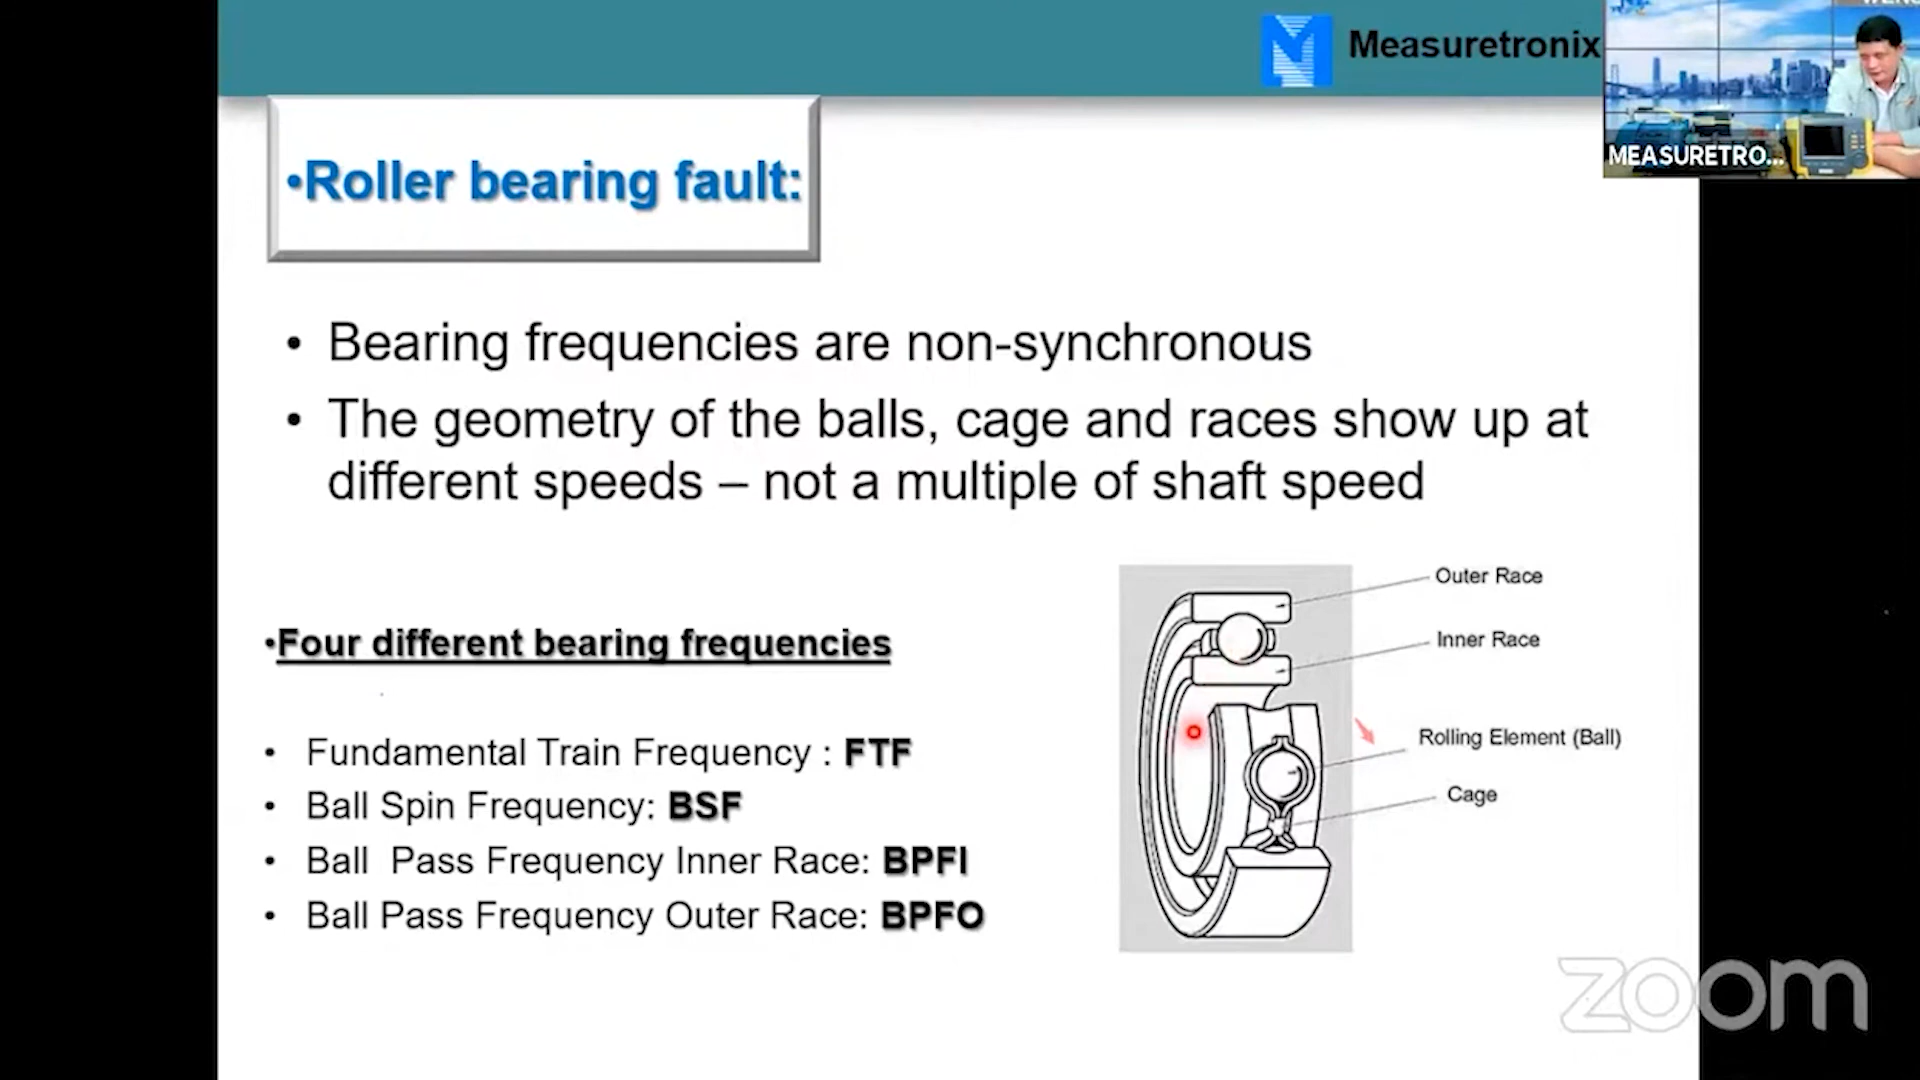 Measuretronix
MEASURETRO...
•Roller bearing fault:
• Bearing frequencies are non-synchronous
• The geometry of the balls, cage and races show up at
different speeds – not a multiple of shaft speed
•Four different bearing frequencies
• Fundamental Train Frequency : FTF
• Ball Spin Frequency: BSF
• Ball Pass Frequency Inner Race: BPFI
• Ball Pass Frequency Outer Race: BPFO
Outer Race
Inner Race
Rolling Element (Ball)
Cage
zoom